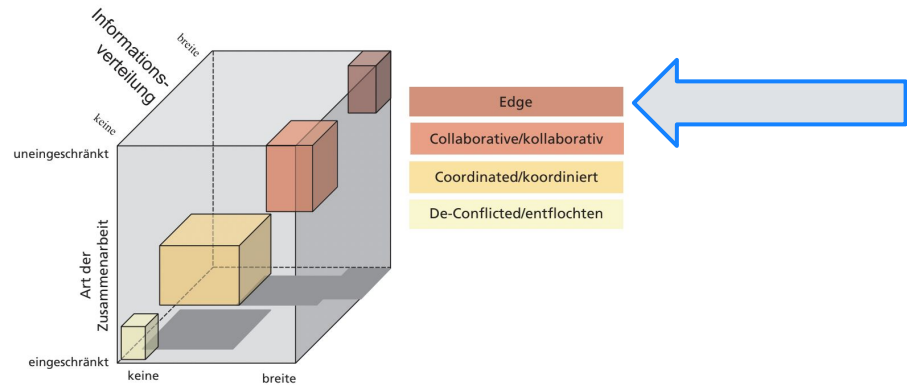 Informations-
verteilung
breite
keine
uneingeschränkt
Art der
Zusammenarbeit
eingeschränkt
keine
breite
Edge
Collaborative/kollaborativ
Coordinated/koordiniert
De-Conflicted/entflochten